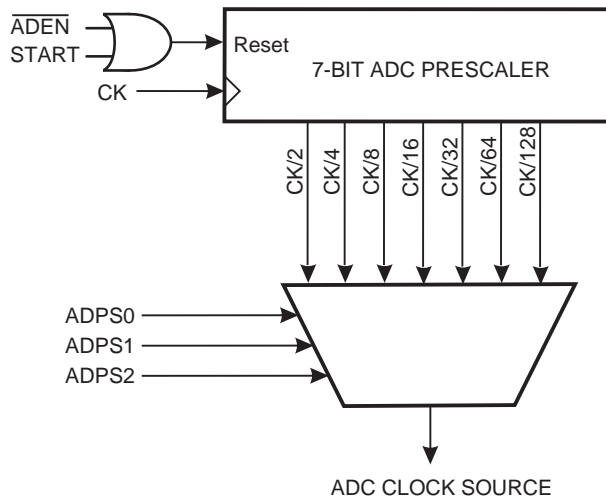 ADEN
START
Reset
7-BIT ADC PRESCALER
CK
CK/2
CK/4
CK/8
CK/16
CK/32
CK/64
CK/128
ADPS0
ADPS1
ADPS2
ADC CLOCK SOURCE